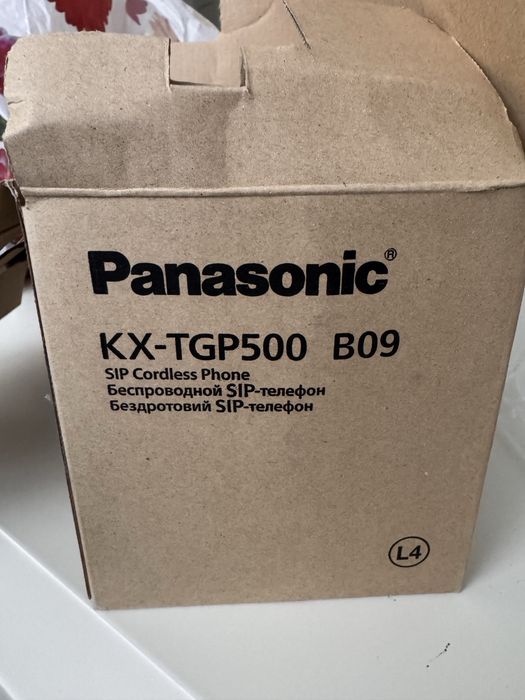 Panasonic®
KX-TGP500 B09
SIP Cordless Phone
Беспроводной SIP-телефон
Бездротовий SIP-телефон
L4